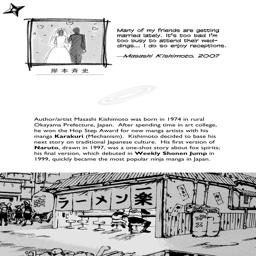 Many of my friends are getting
married lately. It's too bad I'm
too busy to attend their wed-
dings... I do so enjoy receptions.
—Masashi Kishimoto, 2007
岸本斉史
Author/artist Masashi Kishimoto was born in 1974 in rural
Okayama Prefecture, Japan. After spending time in art college,
he won the Hop Step Award for new manga artists with his
manga Karakuri (Mechanism). Kishimoto decided to base his
next story on traditional Japanese culture. His first version of
Naruto, drawn in 1997, was a one-shot story about fox spirits;
his final version, which debuted in Weekly Shonen Jump in
1999, quickly became the most popular ninja manga in Japan.
ラーメン 楽